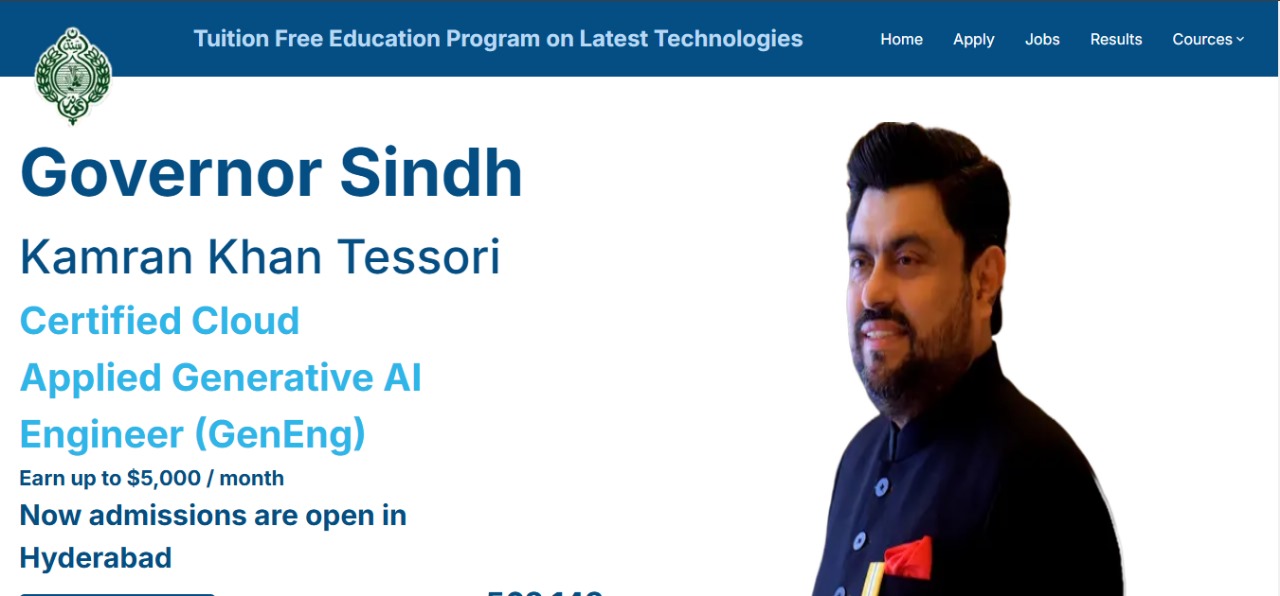 Tuition Free Education Program on Latest Technologies
Home Apply Jobs Results Cources
Governor Sindh
Kamran Khan Tessori
Certified Cloud
Applied Generative AI
Engineer (GenEng)
Earn up to $5,000 / month
Now admissions are open in
Hyderabad